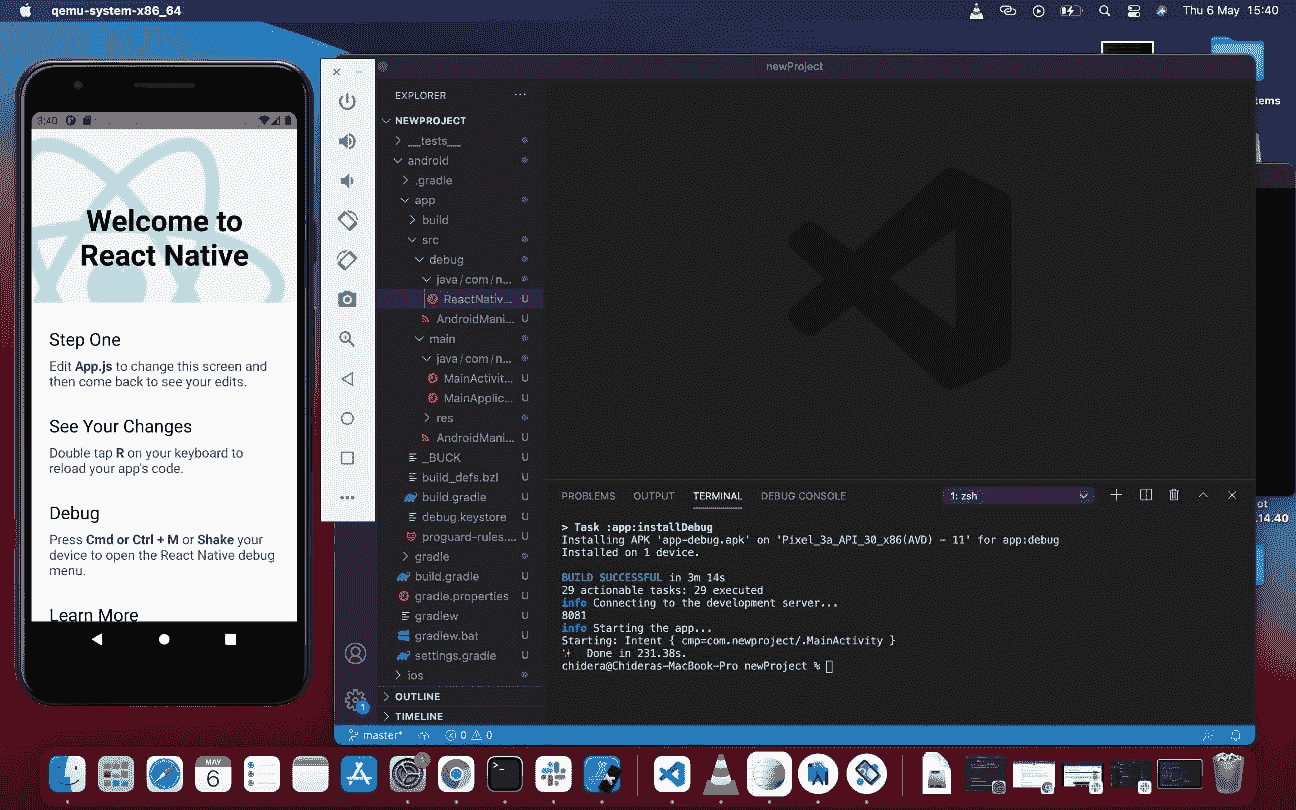 qemu-system-x86_64
Thu 6 May 15:40
3:40
Welcome to
React Native
Step One
Edit App.js to change this screen and
then come back to see your edits.
See Your Changes
Double tap R on your keyboard to
reload your app's code.
Debug
Press Cmd or Ctrl + M or Shake your
device to open the React Native debug
menu.
Learn More
newProject
EXPLORER
NEWPROJECT
__tests__
android
.gradle
app
build
src
debug
java/com/n...
ReactNativ... U
AndroidMani... U
main
java/com/n...
MainActivit... U
MainApplic... U
res
AndroidMani... U
_BUCK U
build_defs.bzl U
build.gradle U
debug.keystore U
proguard-rules.... U
gradle
build.gradle U
gradle.properties U
gradlew U
gradlew.bat U
settings.gradle U
ios
OUTLINE
TIMELINE
1
PROBLEMS OUTPUT TERMINAL DEBUG CONSOLE 1: zsh
> Task :app:installDebug
Installing APK 'app-debug.apk' on 'Pixel_3a_API_30_x86(AVD) - 11' for app:debug
Installed on 1 device.
BUILD SUCCESSFUL in 3m 14s
29 actionable tasks: 29 executed
info Connecting to the development server...
8081
info Starting the app...
Starting: Intent { cmp=com.newproject/.MainActivity }
Done in 231.38s.
chidera@Chideras-MacBook-Pro newProject %
master* 0 0
tems
ot
.14.40
MAY
6